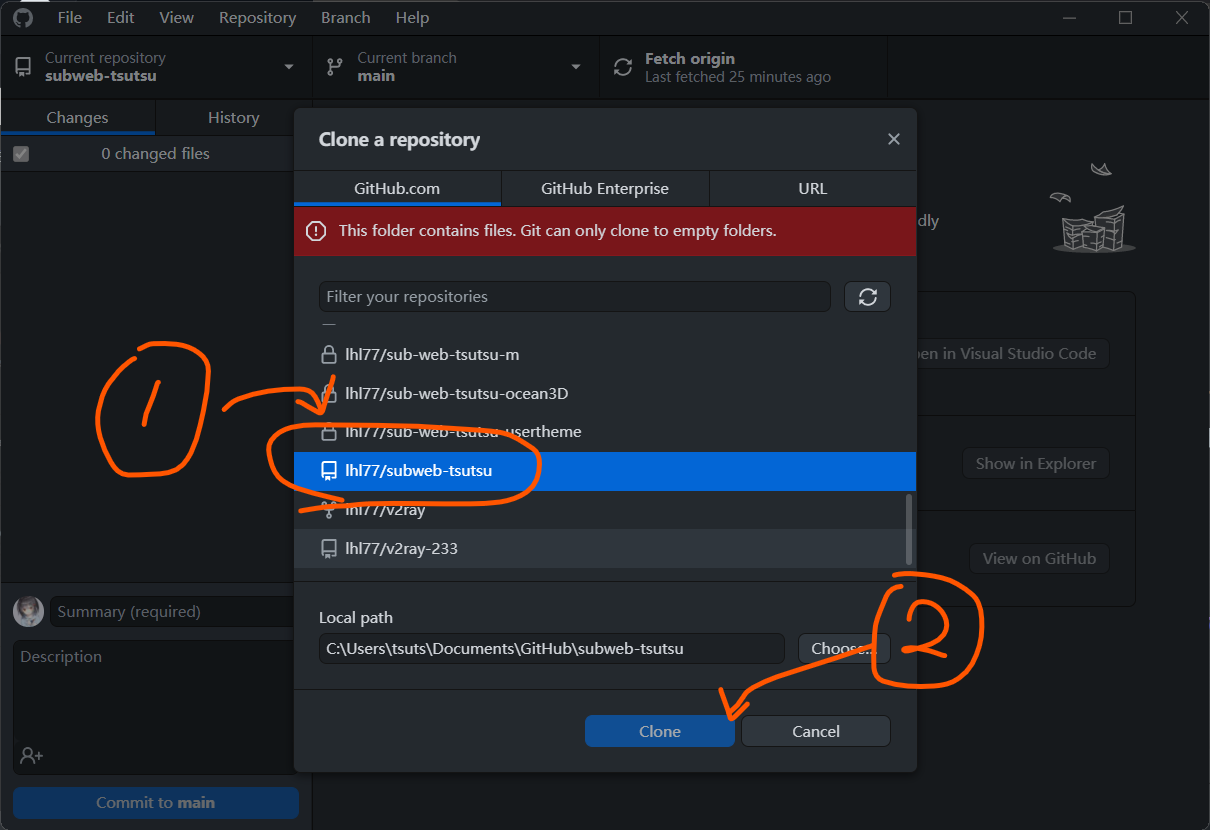 File Edit View Repository Branch Help
Current repository
subweb-tsutsu
Current branch
main
Fetch origin
Last fetched 25 minutes ago
Changes History
0 changed files
Clone a repository
GitHub.com GitHub Enterprise URL
This folder contains files. Git can only clone to empty folders.
dly
Filter your repositories
lhl77/sub-web-tsutsu-m
en in Visual Studio Code
lhl77/sub-web-tsutsu-ocean3D
1
lhl77/sub-web-tsutsu-usertheme
Show in Explorer
lhl77/subweb-tsutsu
lhl77/v2ray
lhl77/v2ray-233
View on GitHub
Summary (required)
Local path
2
C:\Users\tsuts\Documents\GitHub\subweb-tsutsu
Choose...
Description
Clone Cancel
Commit to main